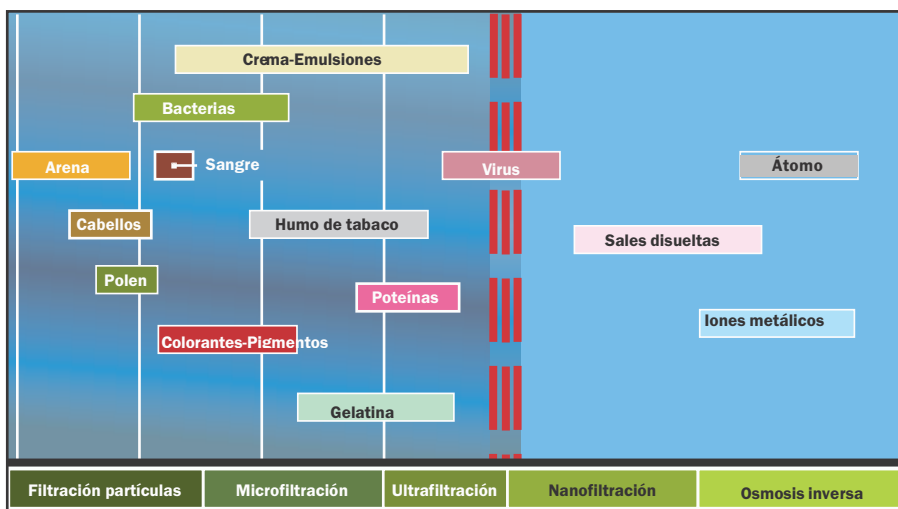 Crema-Emulsiones
Bacterias
Arena
Sangre
Virus
Átomo
Cabellos
Humo de tabaco
Sales disueltas
Polen
Poteínas
Iones metálicos
Colorantes-Pigmentos
Gelatina
Filtración partículas
Microfiltración
Ultrafiltración
Nanofiltración
Osmosis inversa